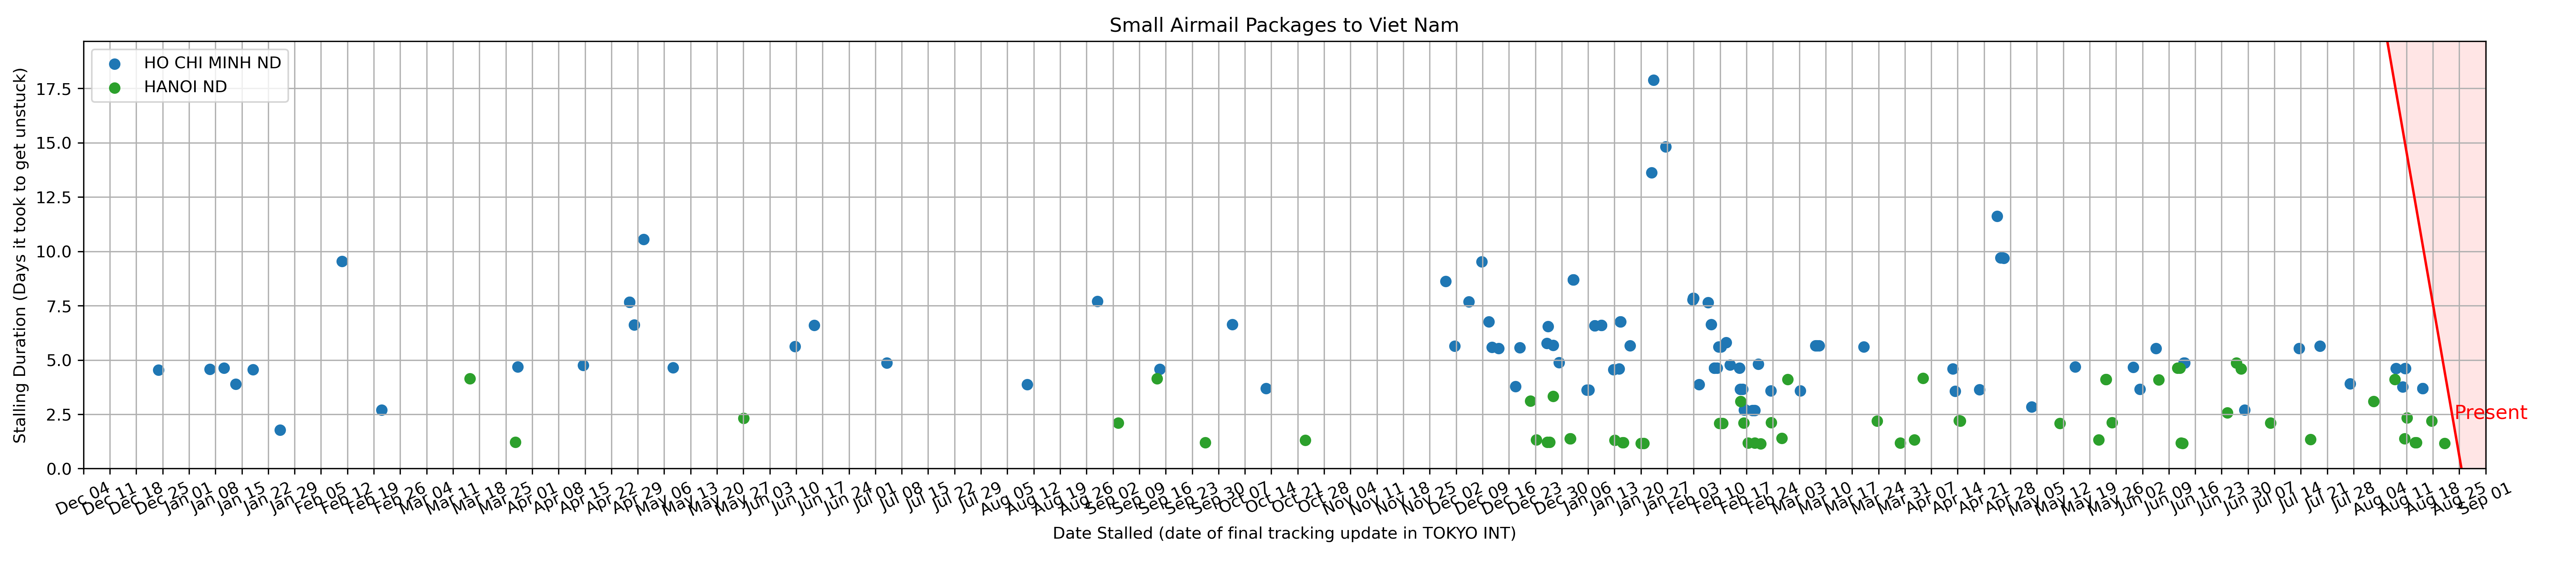 Small Airmail Packages to Viet Nam
HO CHI MINH ND
HANOI ND
Stalling Duration (Days it took to get unstuck)
17.5
15.0
12.5
10.0
7.5
5.0
2.5
0.0
Present
Dec 04
Dec 11
Dec 18
Dec 25
Jan 01
Jan 08
Jan 15
Jan 22
Jan 29
Feb 05
Feb 12
Feb 19
Feb 26
Mar 04
Mar 11
Mar 18
Mar 25
Apr 01
Apr 08
Apr 15
Apr 22
Apr 29
May 06
May 13
May 20
May 27
Jun 03
Jun 10
Jun 17
Jun 24
Jul 01
Jul 08
Jul 15
Jul 22
Jul 29
Aug 05
Aug 12
Aug 19
Aug 26
Sep 02
Sep 09
Sep 16
Sep 23
Sep 30
Oct 07
Oct 14
Oct 21
Oct 28
Nov 04
Nov 11
Nov 18
Nov 25
Dec 02
Dec 09
Dec 16
Dec 23
Dec 30
Jan 06
Jan 13
Jan 20
Jan 27
Feb 03
Feb 10
Feb 17
Feb 24
Mar 03
Mar 10
Mar 17
Mar 24
Mar 31
Apr 07
Apr 14
Apr 21
Apr 28
May 05
May 12
May 19
May 26
Jun 02
Jun 09
Jun 16
Jun 23
Jun 30
Jul 07
Jul 14
Jul 21
Jul 28
Aug 04
Aug 11
Aug 18
Aug 25
Sep 01
Date Stalled (date of final tracking update in TOKYO INT)